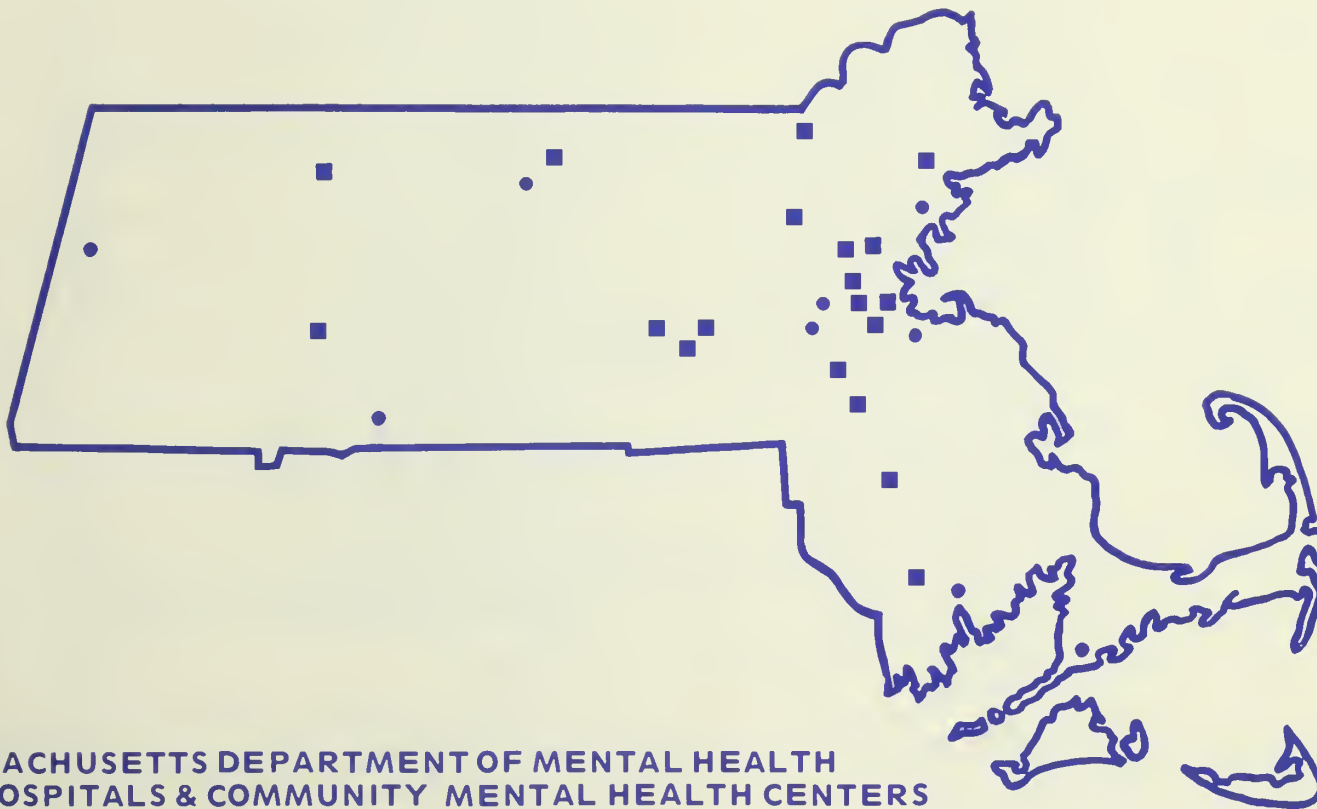 ACHUSETTS DEPARTMENT OF MENTAL HEALTH
OSPITALS & COMMUNITY MENTAL HEALTH CENTERS